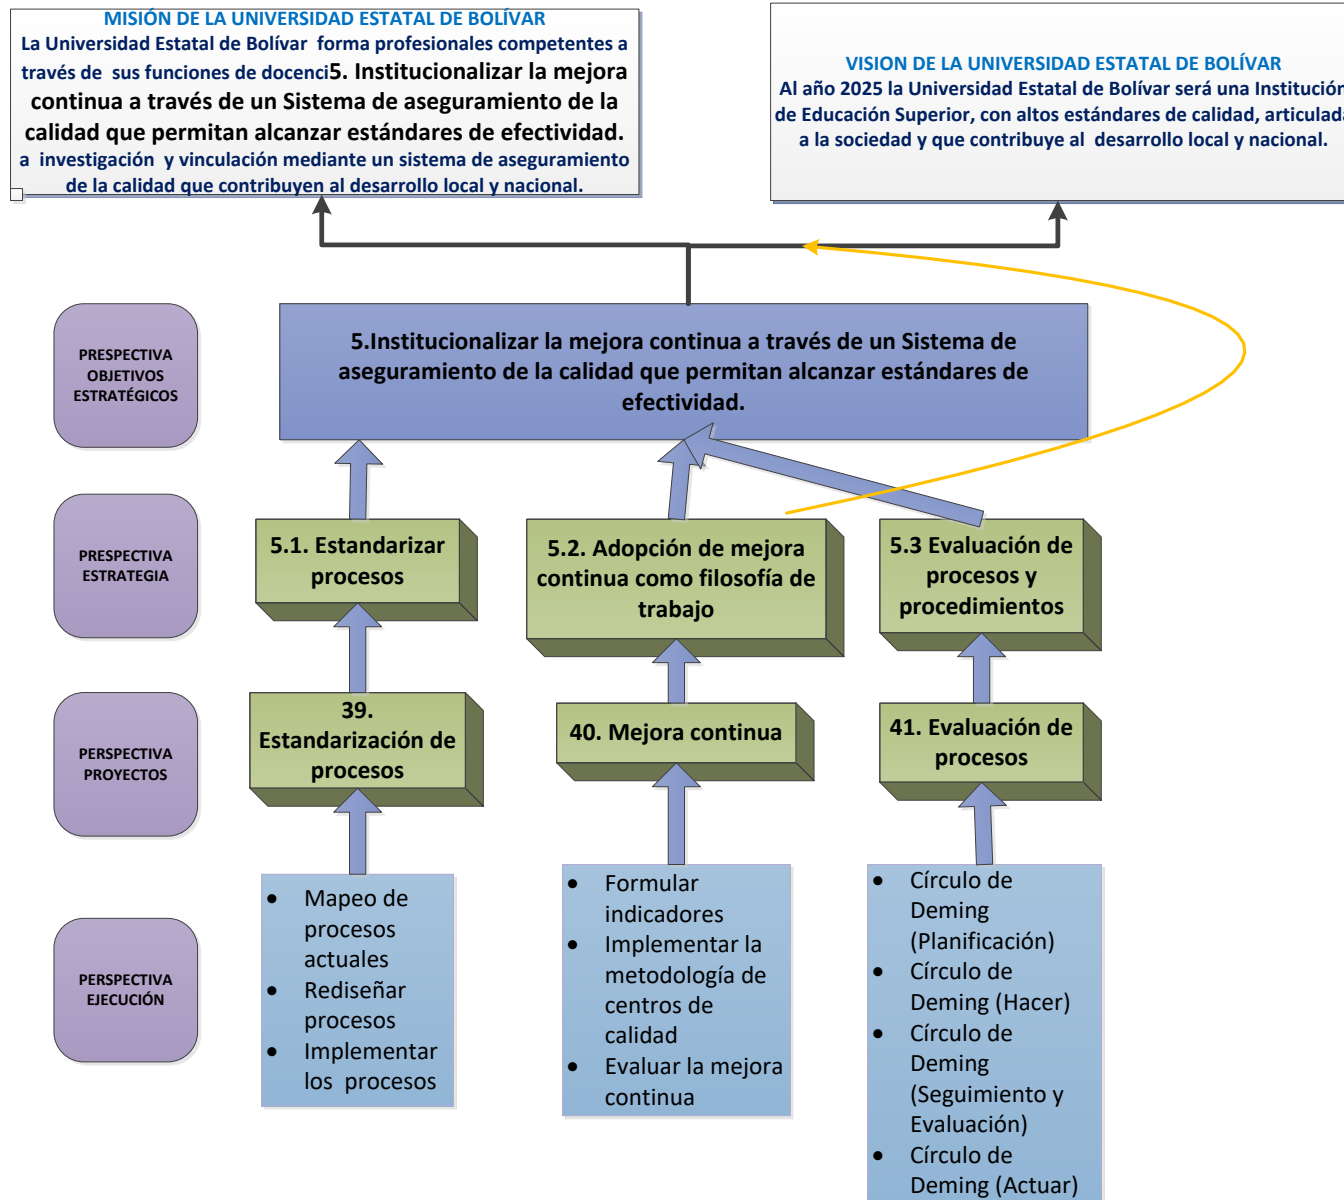 MISIÓN DE LA UNIVERSIDAD ESTATAL DE BOLÍVAR
La Universidad Estatal de Bolívar forma profesionales competentes a
través de sus funciones de docenci5. Institucionalizar la mejora
continua a través de un Sistema de aseguramiento de la
calidad que permitan alcanzar estándares de efectividad.
a investigación y vinculación mediante un sistema de aseguramiento
de la calidad que contribuyen al desarrollo local y nacional.
VISION DE LA UNIVERSIDAD ESTATAL DE BOLÍVAR
Al año 2025 la Universidad Estatal de Bolívar será una Institución
de Educación Superior, con altos estándares de calidad, articulada
a la sociedad y que contribuye al desarrollo local y nacional.
PRESPECTIVA
OBJETIVOS
ESTRATÉGICOS
5.Institucionalizar la mejora continua a través de un Sistema de
aseguramiento de la calidad que permitan alcanzar estándares de
efectividad.
PRESPECTIVA
ESTRATEGIA
5.1. Estandarizar
procesos
5.2. Adopción de mejora
continua como filosofía de
trabajo
5.3 Evaluación de
procesos y
procedimientos
PERSPECTIVA
PROYECTOS
39.
Estandarización de
procesos
40. Mejora continua
41. Evaluación de
procesos
PERSPECTIVA
EJECUCIÓN
• Mapeo de
procesos
actuales
• Rediseñar
procesos
• Implementar
los procesos
• Formular
indicadores
• Implementar la
metodología de
centros de
calidad
• Evaluar la mejora
continua
• Círculo de
Deming
(Planificación)
• Círculo de
Deming (Hacer)
• Círculo de
Deming
(Seguimiento y
Evaluación)
• Círculo de
Deming (Actuar)